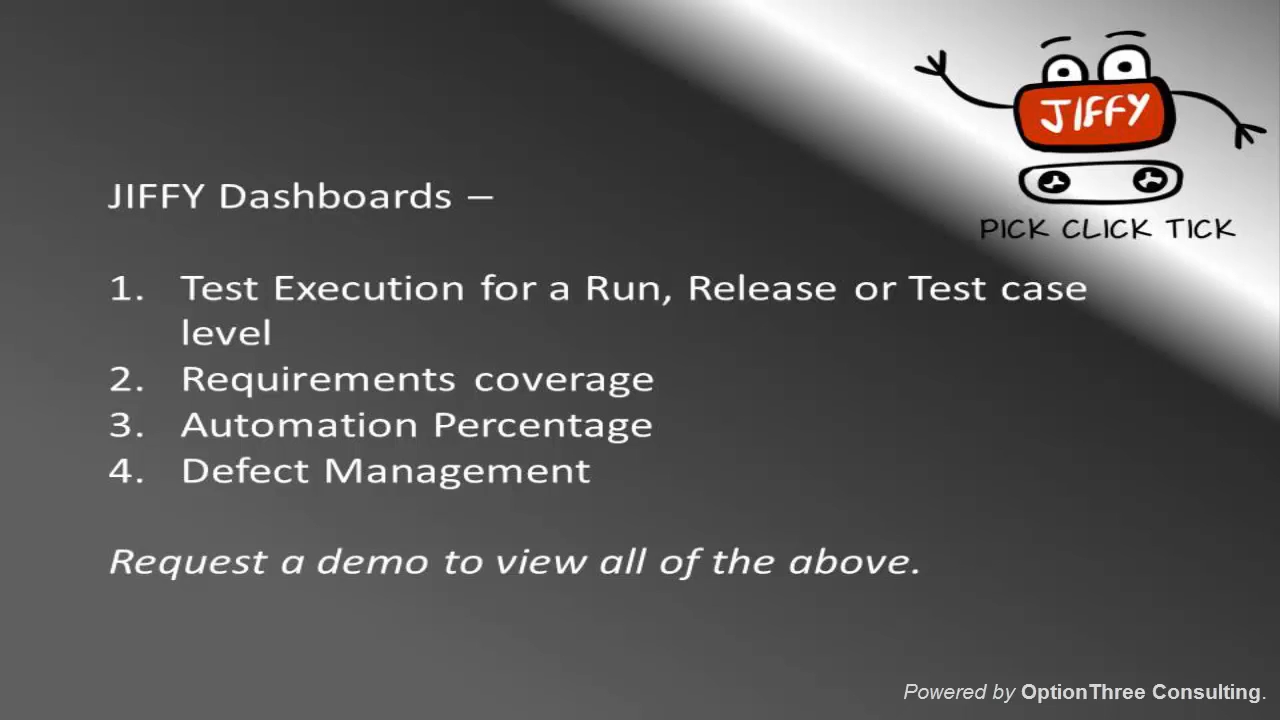 JIFFY
PICK CLICK TICK
JIFFY Dashboards –
1. Test Execution for a Run, Release or Test case
level
2. Requirements coverage
3. Automation Percentage
4. Defect Management
Request a demo to view all of the above.
Powered by OptionThree Consulting.